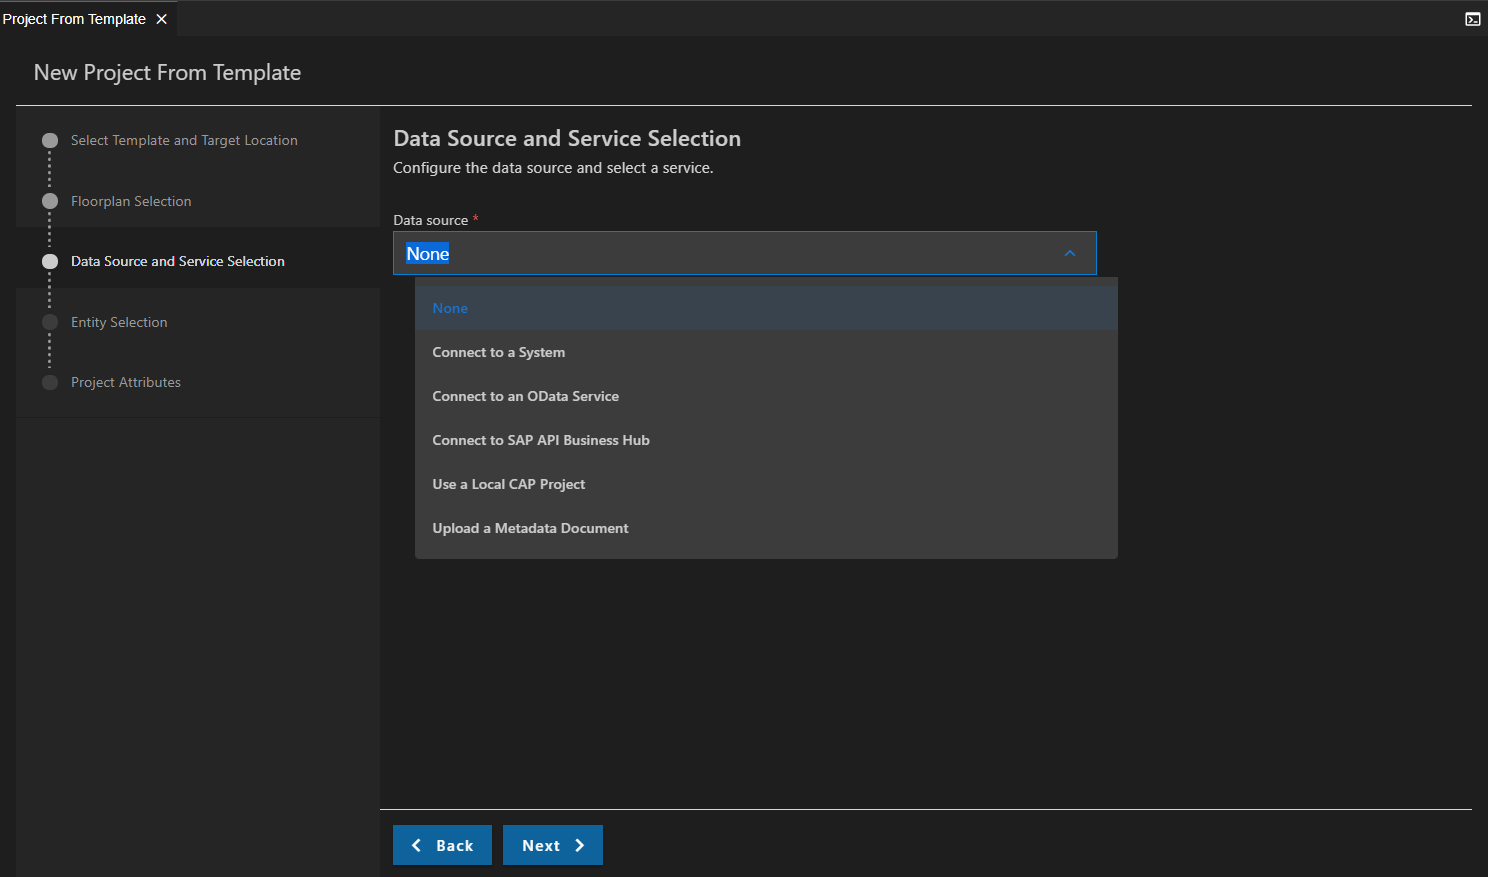 Project From Template
New Project From Template
Select Template and Target Location
Floorplan Selection
Data Source and Service Selection
Entity Selection
Project Attributes
Data Source and Service Selection
Configure the data source and select a service.
Data source *
None
None
Connect to a System
Connect to an OData Service
Connect to SAP API Business Hub
Use a Local CAP Project
Upload a Metadata Document
Back
Next